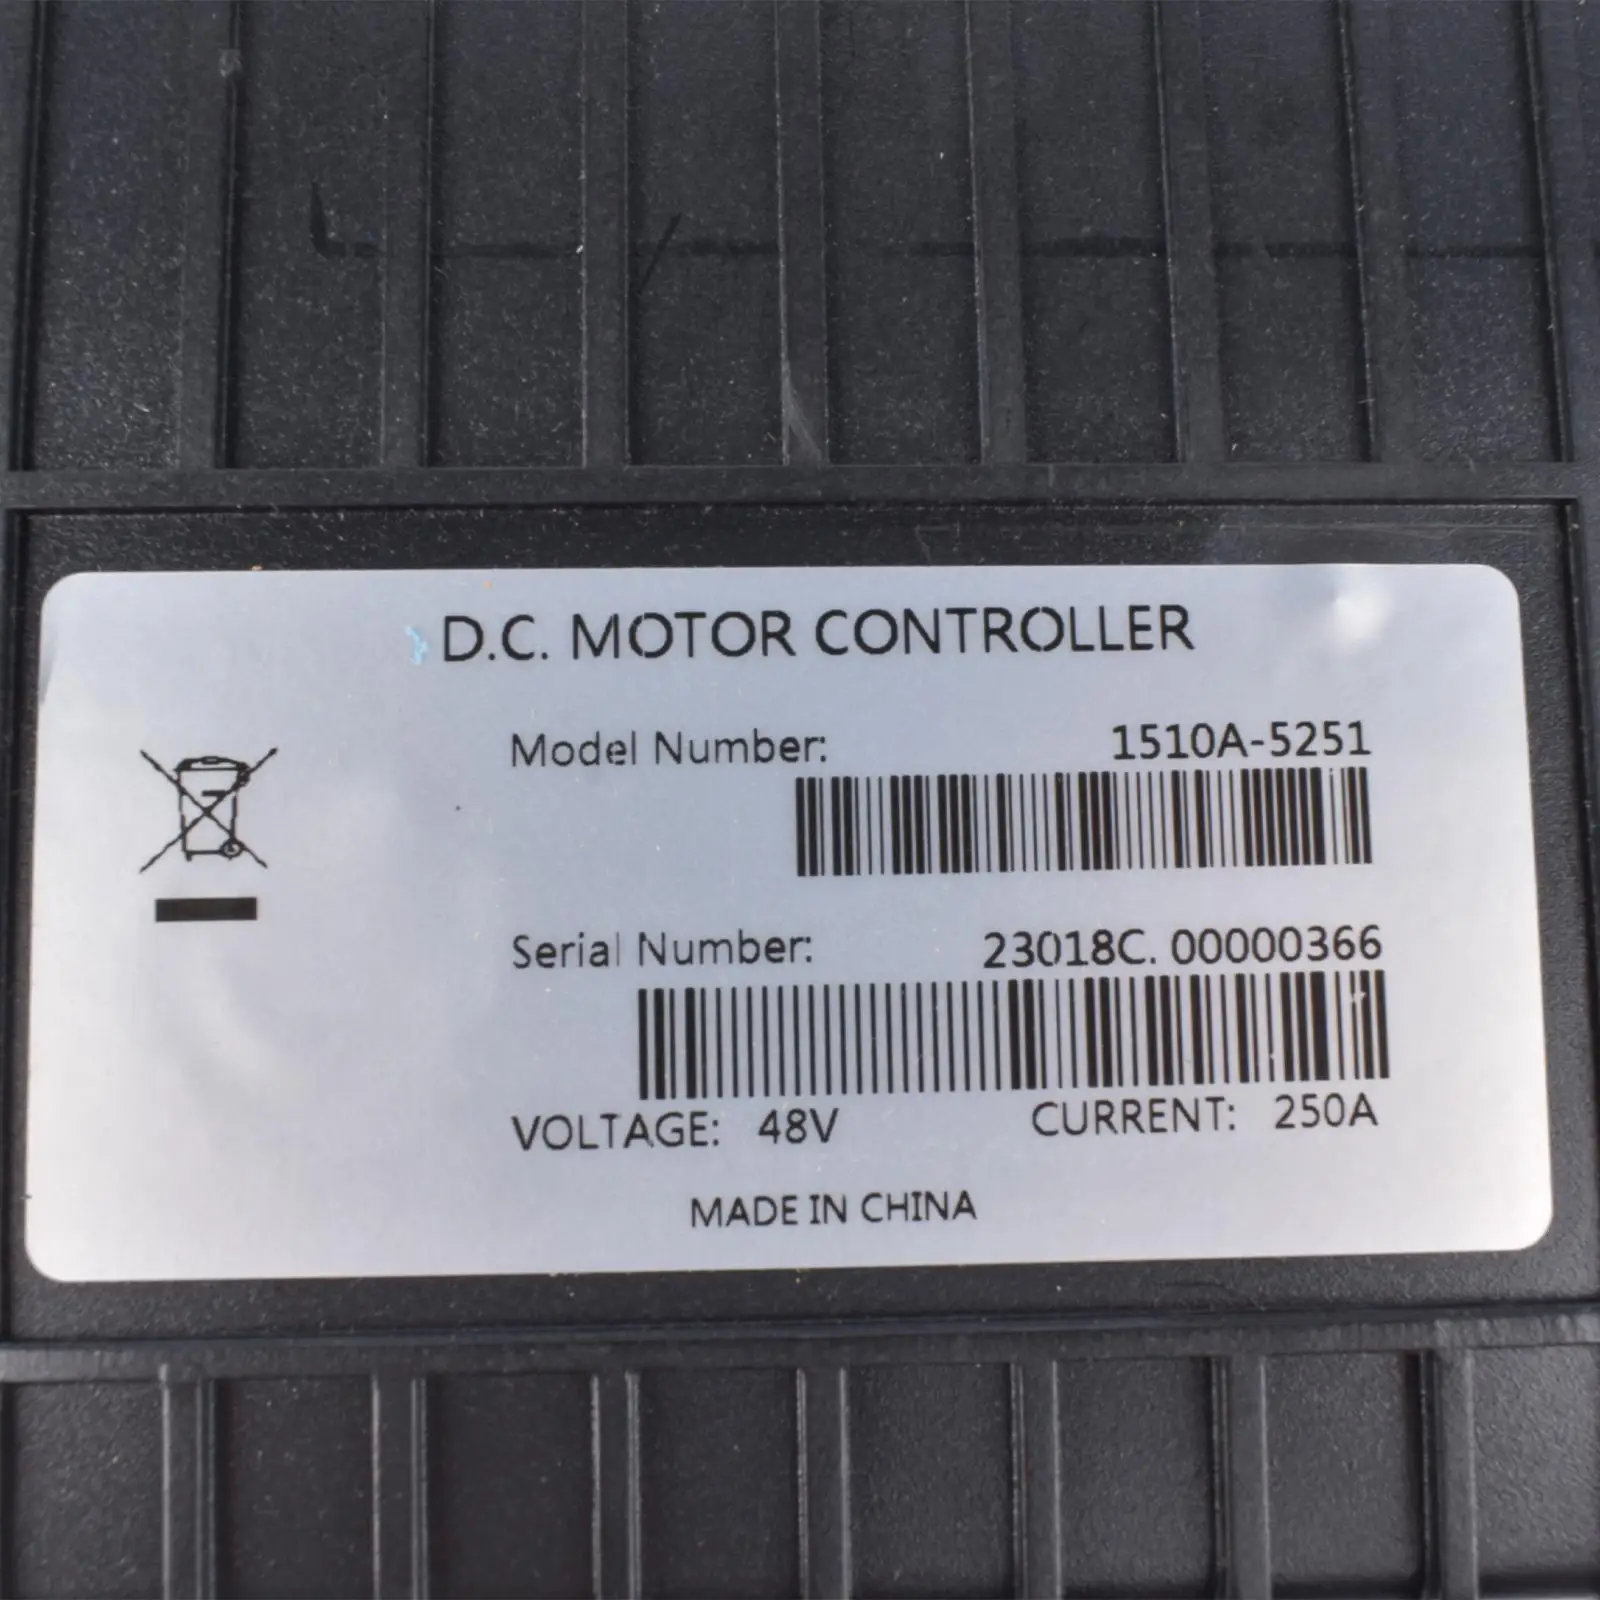 D.C. MOTOR CONTROLLER
Model Number: 1510A-5251
Serial Number: 23018C. 00000366
VOLTAGE: 48V CURRENT: 250A
MADE IN CHINA